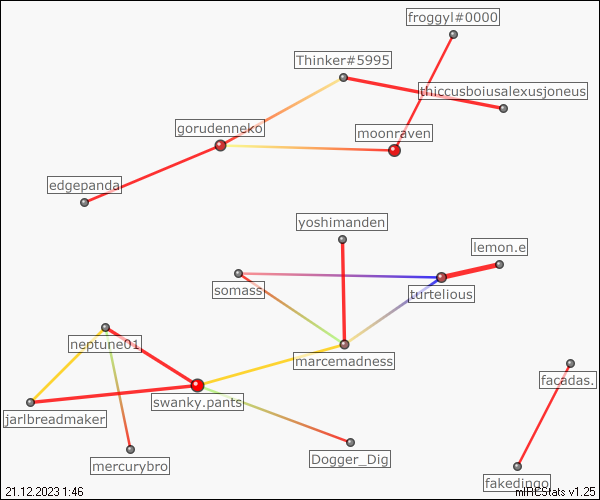 froggyl#0000
Thinker#5995
thiccusboiusalexusjoneus
gorudenneko
moonraven
edgepanda
yoshimanden
lemon.e
somass
turtelious
neptune01
marcemadness
facadas.
swanky.pants
jarlbreadmaker
Dogger_Dig
mercurybro
fakedingo
21.12.2023 1:46
mIRCStats v1.25